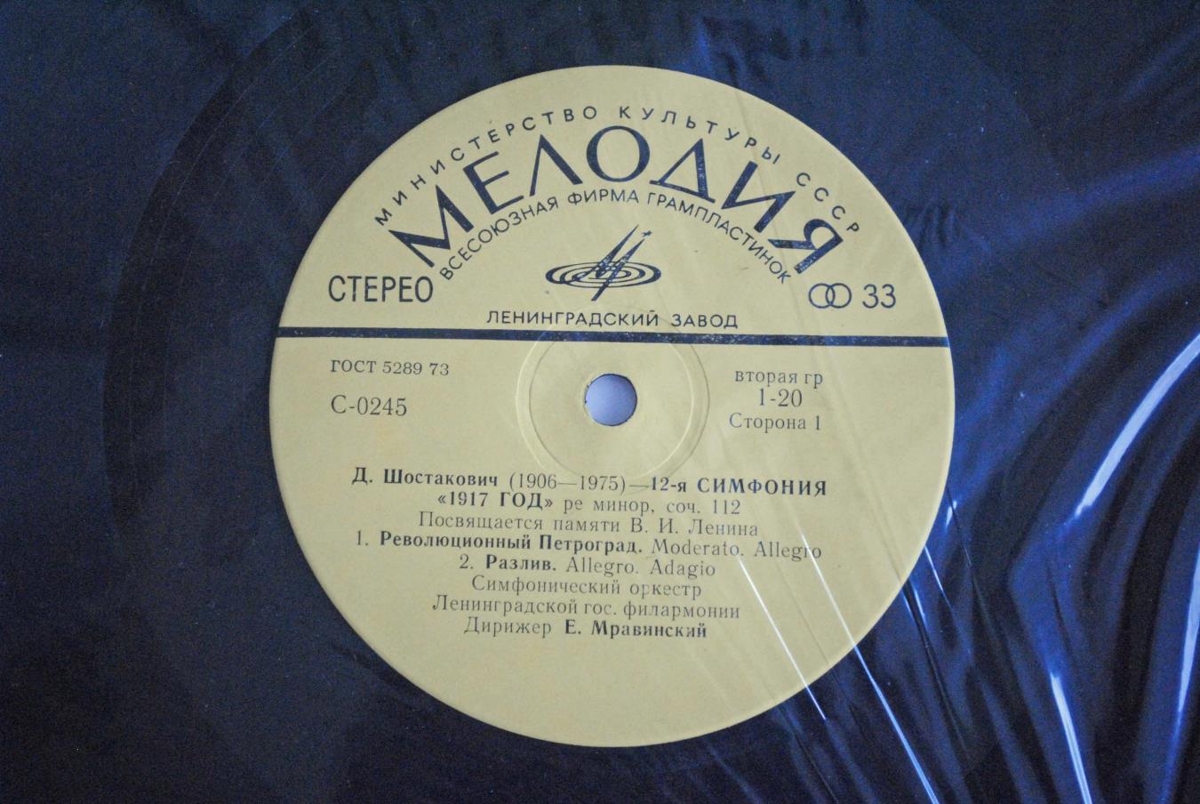 МИНИСТЕРСТВО КУЛЬТУРЫ СССР
МЕЛОДИЯ
ВСЕСОЮЗНАЯ ФИРМА ГРАМПЛАСТИНОК
СТЕРЕО
33
ЛЕНИНГРАДСКИЙ ЗАВОД
ГОСТ 5289 73
С-0245
вторая гр
1-20
Сторона 1
Д. Шостакович (1906—1975)—12-я СИМФОНИЯ
«1917 ГОД» ре минор, соч. 112
Посвящается памяти В. И. Ленина
1. Революционный Петроград. Moderato. Allegro
2. Разлив. Allegro. Adagio
Симфонический оркестр
Ленинградской гос. филармонии
Дирижер Е. Мравинский